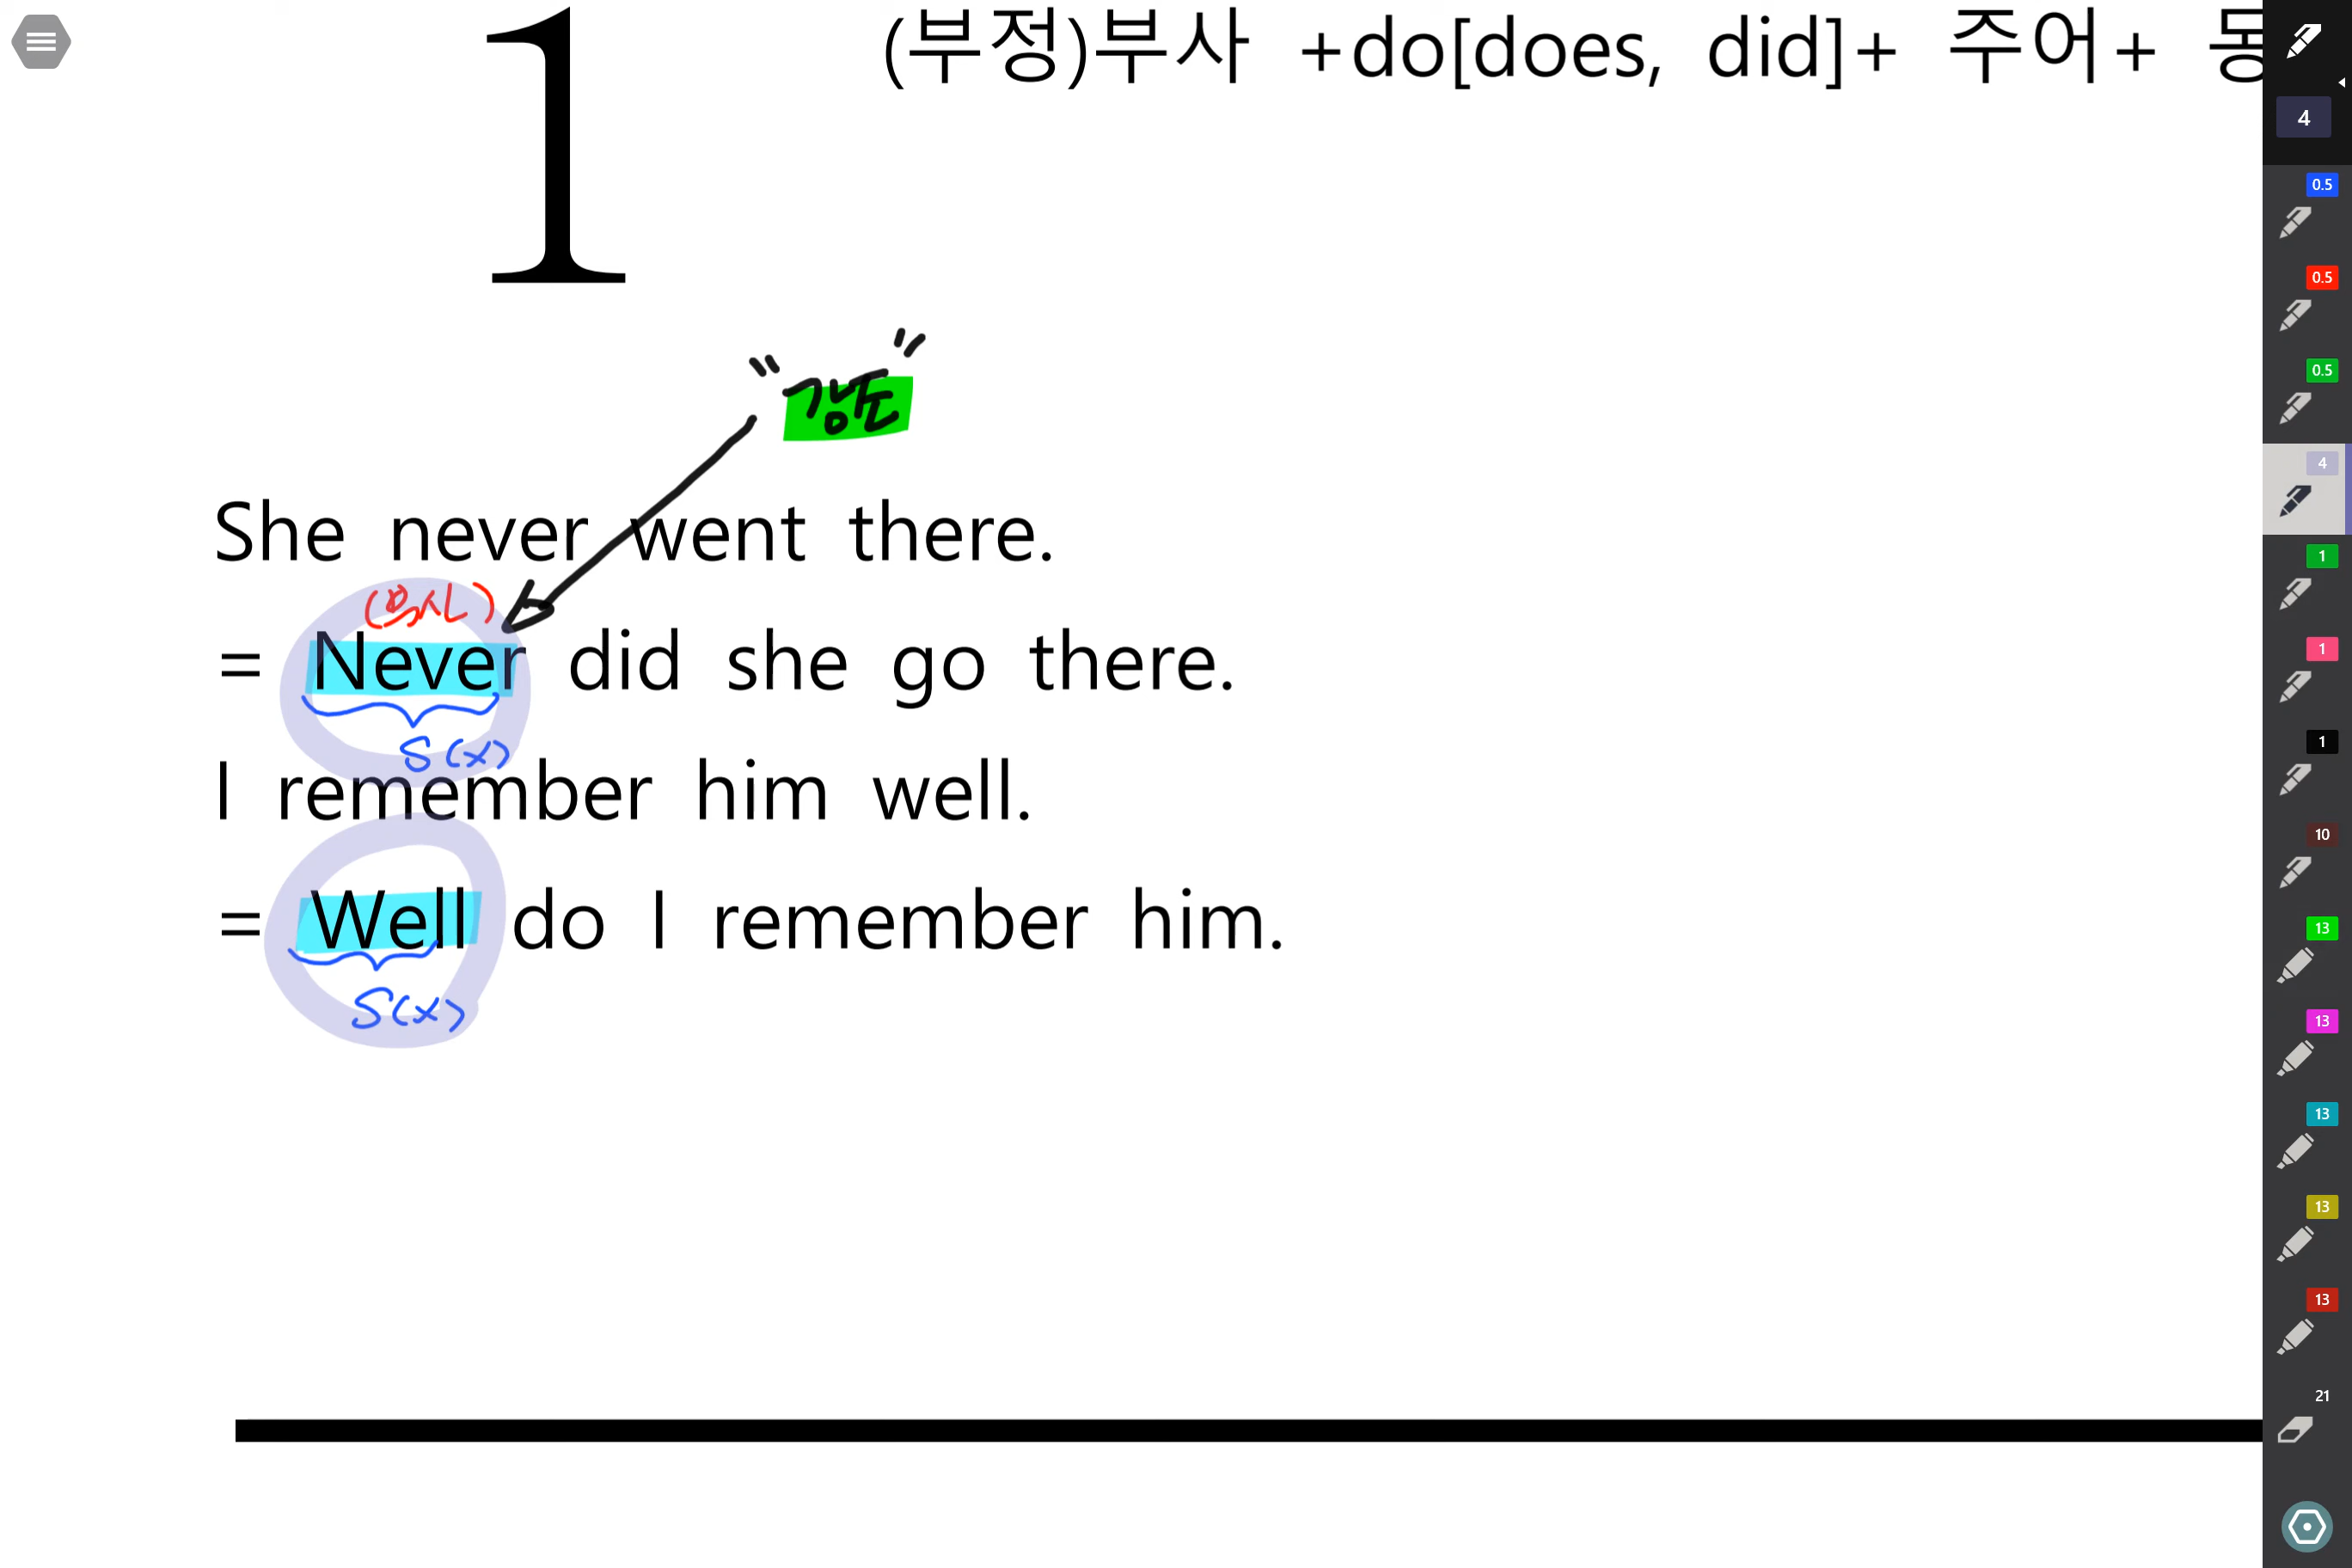 1
(부정)부사 +do[does, did]+ 주어+ 동
"강조"
She never went there.
(부사)
= Never did she go there.
S(x)
I remember him well.
= Well do I remember him.
S(x)
4
0.5
0.5
0.5
4
1
1
1
10
13
13
13
13
13
21